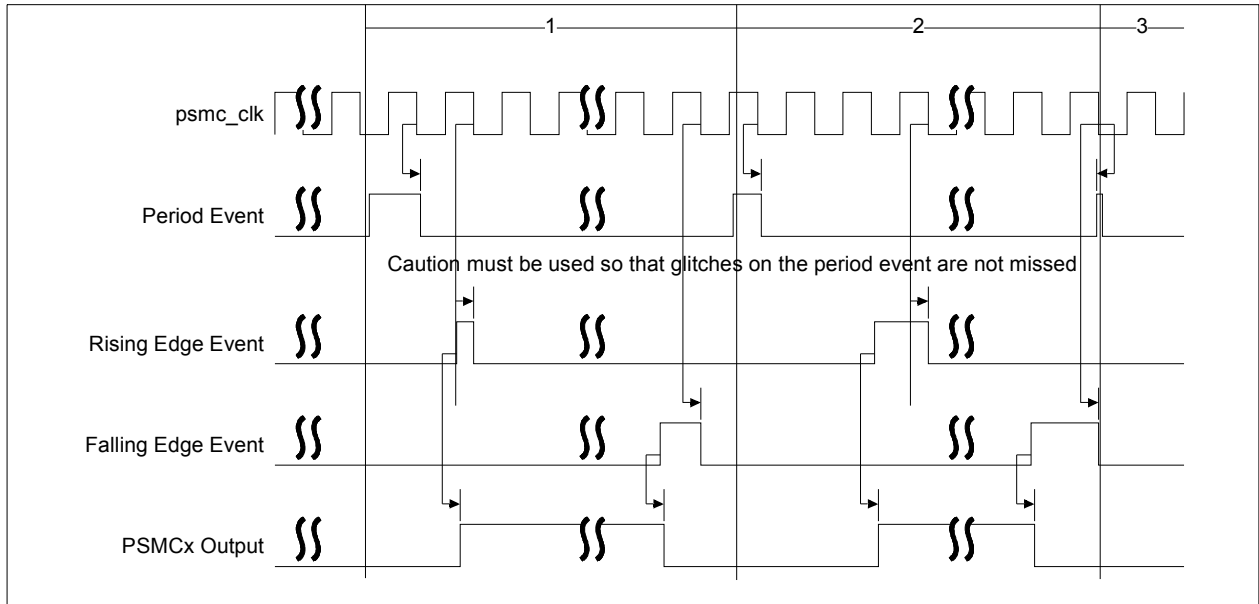 1
2
3
psmc_clk
Period Event
Caution must be used so that glitches on the period event are not missed
Rising Edge Event
Falling Edge Event
PSMCx Output